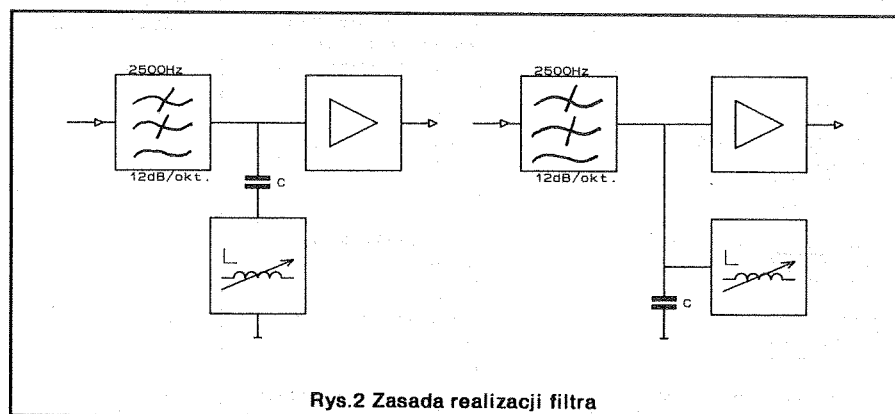 2500Hz
12dB/okt.
C
L
2500Hz
12dB/okt.
L
C
Rys.2 Zasada realizacji filtra